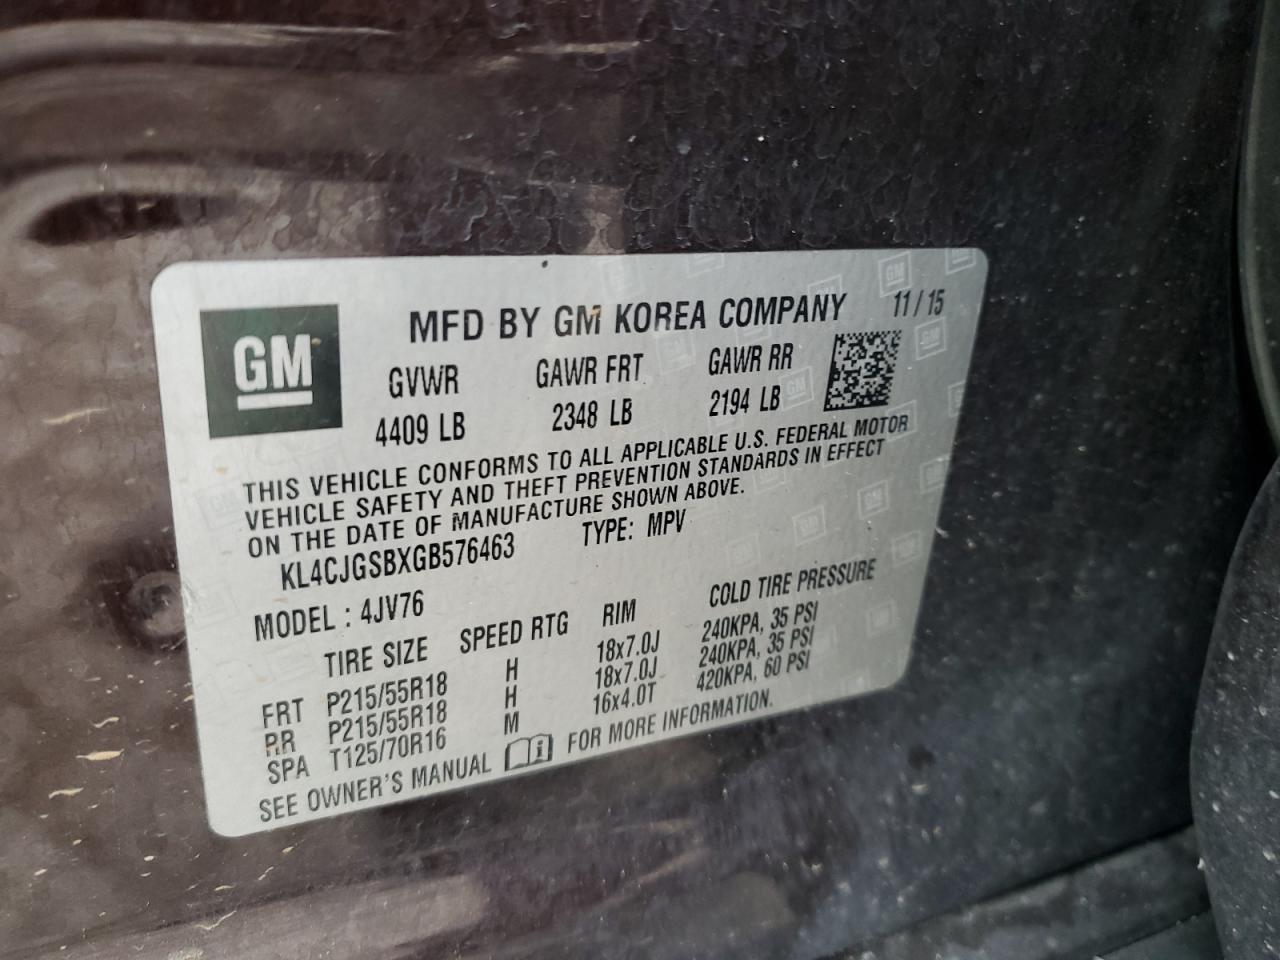 GM
MFD BY GM KOREA COMPANY 11/15
GVWR GAWR FRT GAWR RR
4409 LB 2348 LB 2194 LB
THIS VEHICLE CONFORMS TO ALL APPLICABLE U.S. FEDERAL MOTOR
VEHICLE SAFETY AND THEFT PREVENTION STANDARDS IN EFFECT
ON THE DATE OF MANUFACTURE SHOWN ABOVE.
KL4CJGSBXGB576463 TYPE: MPV
MODEL : 4JV76
TIRE SIZE SPEED RTG RIM COLD TIRE PRESSURE
FRT P215/55R18 H 18x7.0J 240KPA, 35 PSI
RR P215/55R18 H 18x7.0J 240KPA, 35 PSI
SPA T125/70R16 M 16x4.0T 420KPA, 60 PSI
SEE OWNER'S MANUAL FOR MORE INFORMATION.